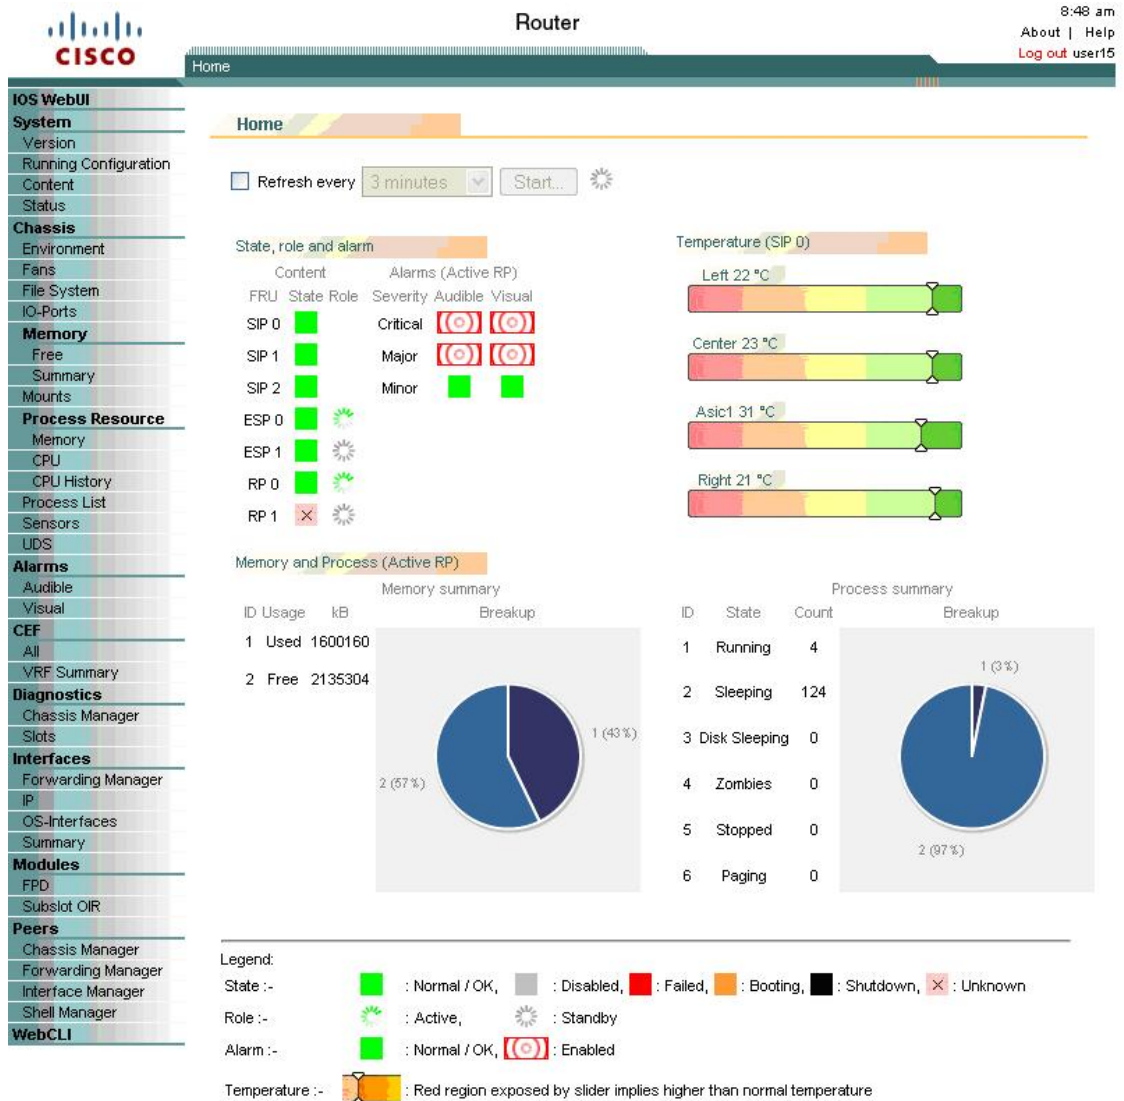 CISCO
Router
8:48 am
About | Help
Log out user15
Home
IOS WebUI
System
Version
Running Configuration
Content
Status
Chassis
Environment
Fans
File System
IO-Ports
Memory
Free
Summary
Mounts
Process Resource
Memory
CPU
CPU History
Process List
Sensors
UDS
Alarms
Audible
Visual
CEF
All
VRF Summary
Diagnostics
Chassis Manager
Slots
Interfaces
Forwarding Manager
IP
OS-Interfaces
Summary
Modules
FPD
Subslot OIR
Peers
Chassis Manager
Forwarding Manager
Interface Manager
Shell Manager
WebCLI
Home
Refresh every 3 minutes Start...
State, role and alarm
Content Alarms (Active RP)
FRU State Role Severity Audible Visual
SIP 0 Critical
SIP 1 Major
SIP 2 Minor
ESP 0
ESP 1
RP 0
RP 1
Temperature (SIP 0)
Left 22 °C
Center 23 °C
Asic1 31 °C
Right 21 °C
Memory and Process (Active RP)
Memory summary
ID Usage kB Breakup
1 Used 1600160
2 Free 2135304
1 (43%)
2 (57%)
Process summary
ID State Count Breakup
1 Running 4
2 Sleeping 124
3 Disk Sleeping 0
4 Zombies 0
5 Stopped 0
6 Paging 0
1 (3%)
2 (97%)
Legend:
State :- : Normal / OK, : Disabled, : Failed, : Booting, : Shutdown, : Unknown
Role :- : Active, : Standby
Alarm :- : Normal / OK, : Enabled
Temperature :- : Red region exposed by slider implies higher than normal temperature